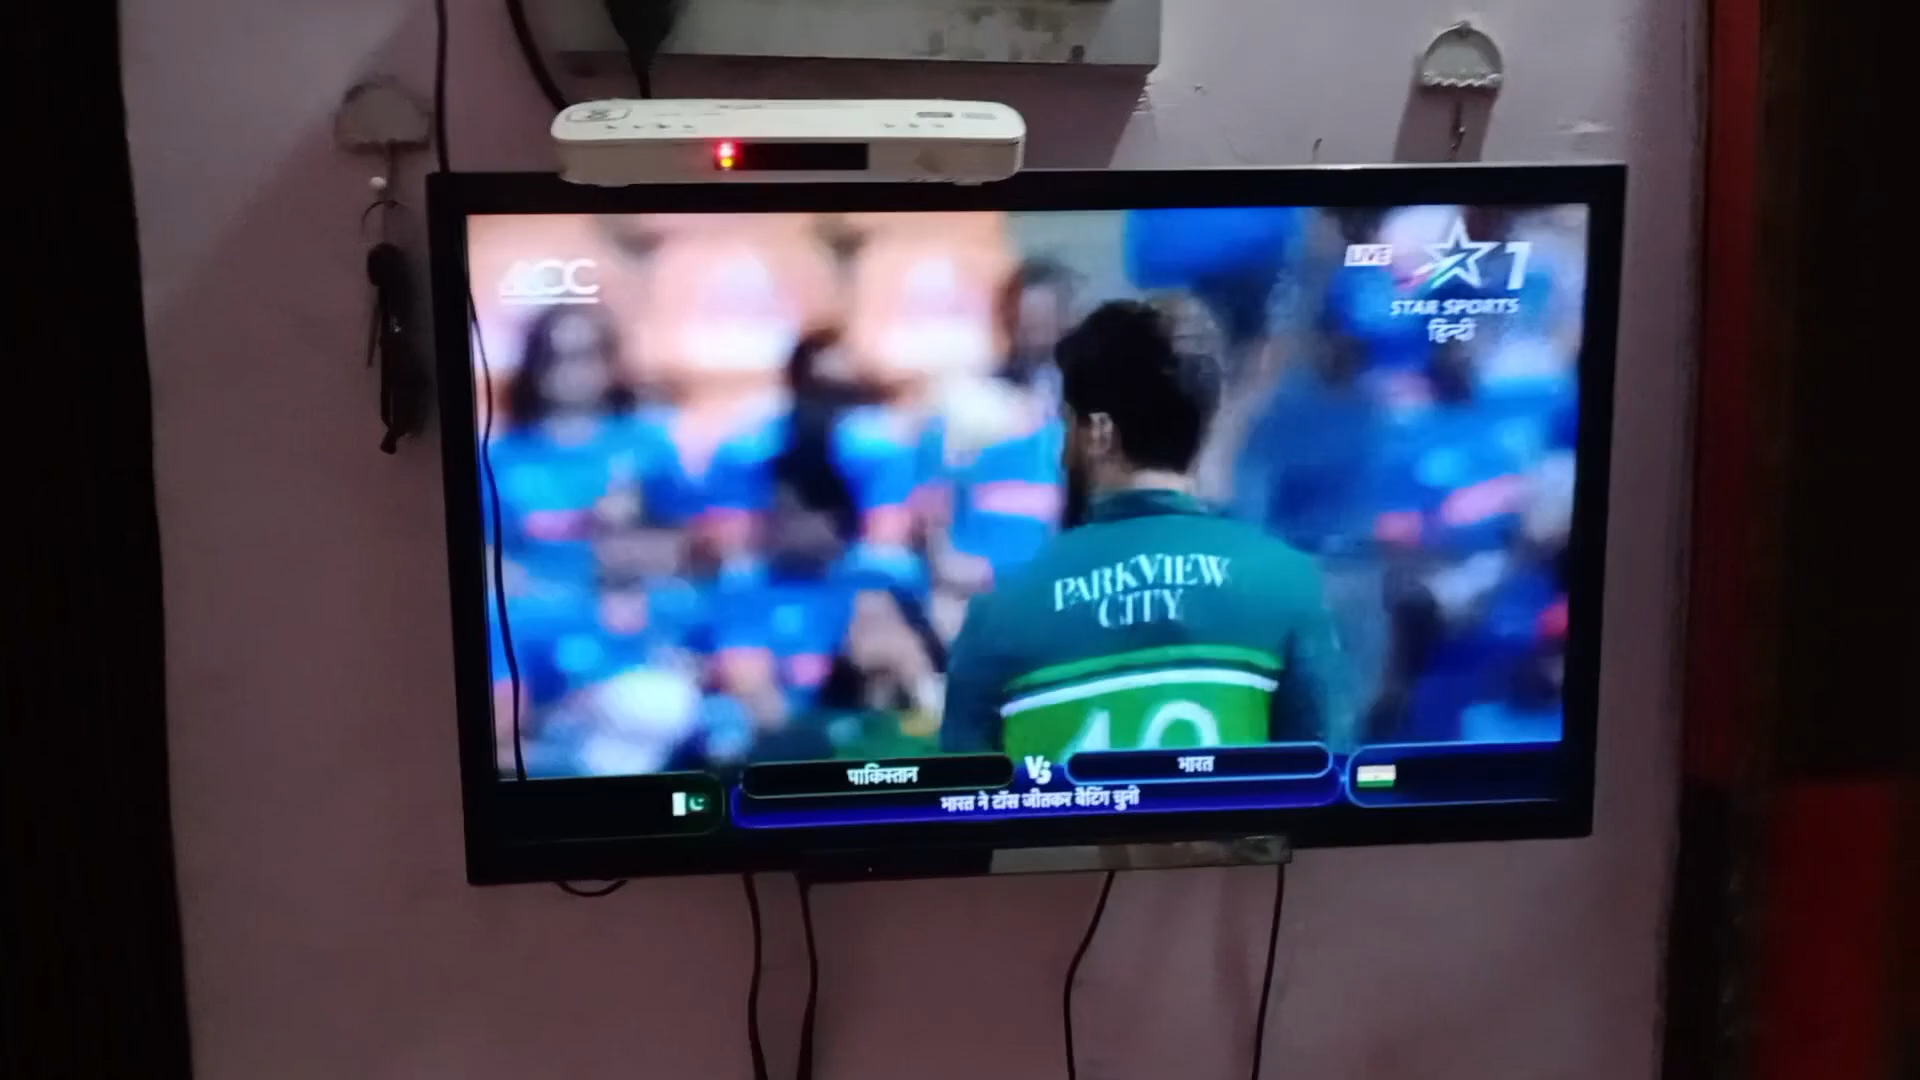 ACC
LIVE
1
STAR SPORTS
हिन्दी
PARKVIEW
CITY
पाकिस्तान
Vs
भारत
भारत ने टॉस जीतकर बैटिंग चुनी